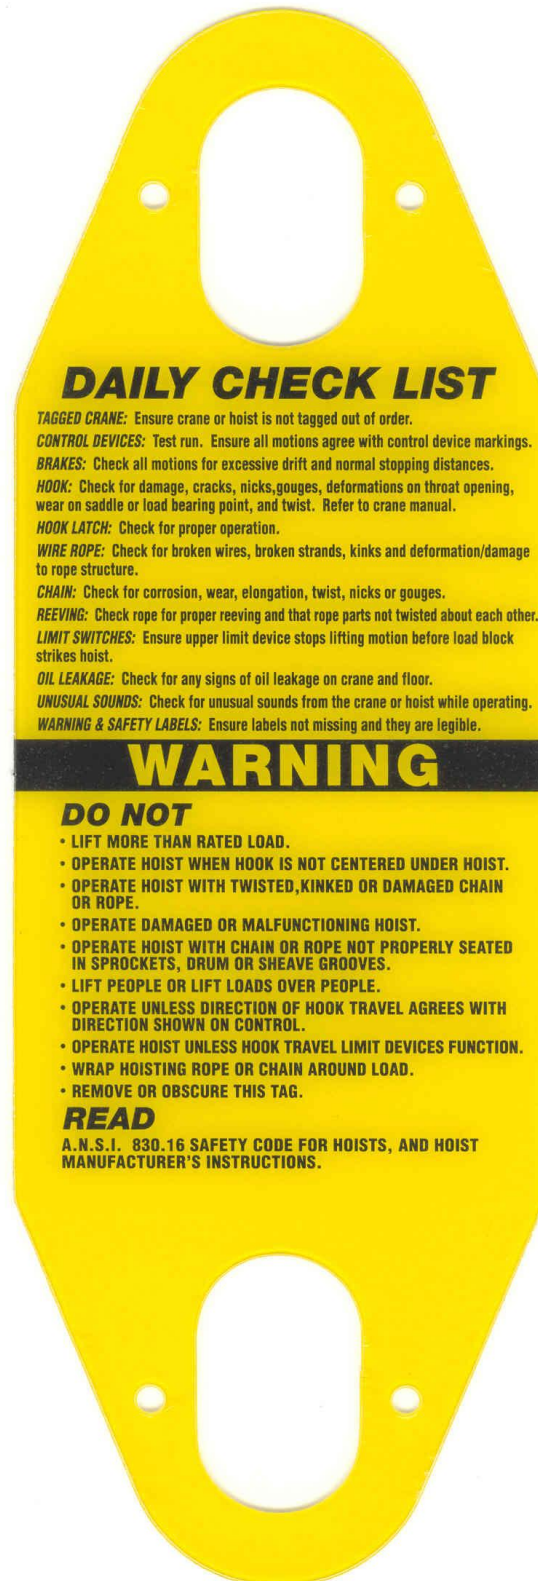 DAILY CHECK LIST
TAGGED CRANE: Ensure crane or hoist is not tagged out of order.
CONTROL DEVICES: Test run. Ensure all motions agree with control device markings.
BRAKES: Check all motions for excessive drift and normal stopping distances.
HOOK: Check for damage, cracks, nicks,gouges, deformations on throat opening,
wear on saddle or load bearing point, and twist. Refer to crane manual.
HOOK LATCH: Check for proper operation.
WIRE ROPE: Check for broken wires, broken strands, kinks and deformation/damage
to rope structure.
CHAIN: Check for corrosion, wear, elongation, twist, nicks or gouges.
REEVING: Check rope for proper reeving and that rope parts not twisted about each other.
LIMIT SWITCHES: Ensure upper limit device stops lifting motion before load block
strikes hoist.
OIL LEAKAGE: Check for any signs of oil leakage on crane and floor.
UNUSUAL SOUNDS: Check for unusual sounds from the crane or hoist while operating.
WARNING & SAFETY LABELS: Ensure labels not missing and they are legible.
WARNING
DO NOT
• LIFT MORE THAN RATED LOAD.
• OPERATE HOIST WHEN HOOK IS NOT CENTERED UNDER HOIST.
• OPERATE HOIST WITH TWISTED,KINKED OR DAMAGED CHAIN
OR ROPE.
• OPERATE DAMAGED OR MALFUNCTIONING HOIST.
• OPERATE HOIST WITH CHAIN OR ROPE NOT PROPERLY SEATED
IN SPROCKETS, DRUM OR SHEAVE GROOVES.
• LIFT PEOPLE OR LIFT LOADS OVER PEOPLE.
• OPERATE UNLESS DIRECTION OF HOOK TRAVEL AGREES WITH
DIRECTION SHOWN ON CONTROL.
• OPERATE HOIST UNLESS HOOK TRAVEL LIMIT DEVICES FUNCTION.
• WRAP HOISTING ROPE OR CHAIN AROUND LOAD.
• REMOVE OR OBSCURE THIS TAG.
READ
A.N.S.I. 830.16 SAFETY CODE FOR HOISTS, AND HOIST
MANUFACTURER'S INSTRUCTIONS.